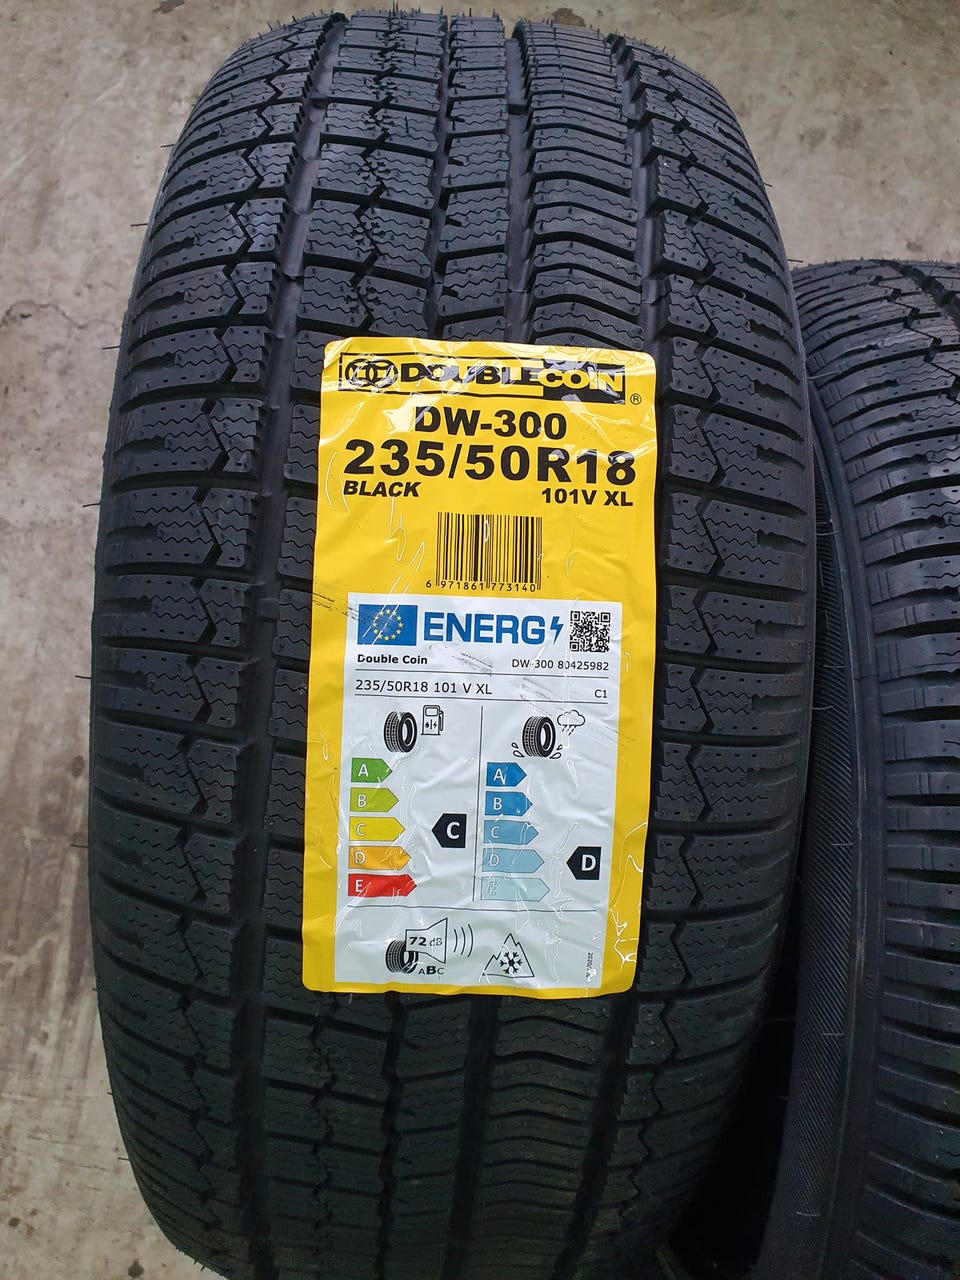 DOUBLECOIN ®
DW-300
235/50R18
BLACK 101V XL
6 971861 773140
ENERG
Double Coin DW-300 80425982
235/50R18 101 V XL C1
A A
B B
C C C
D D D
E E
72 dB
ABC